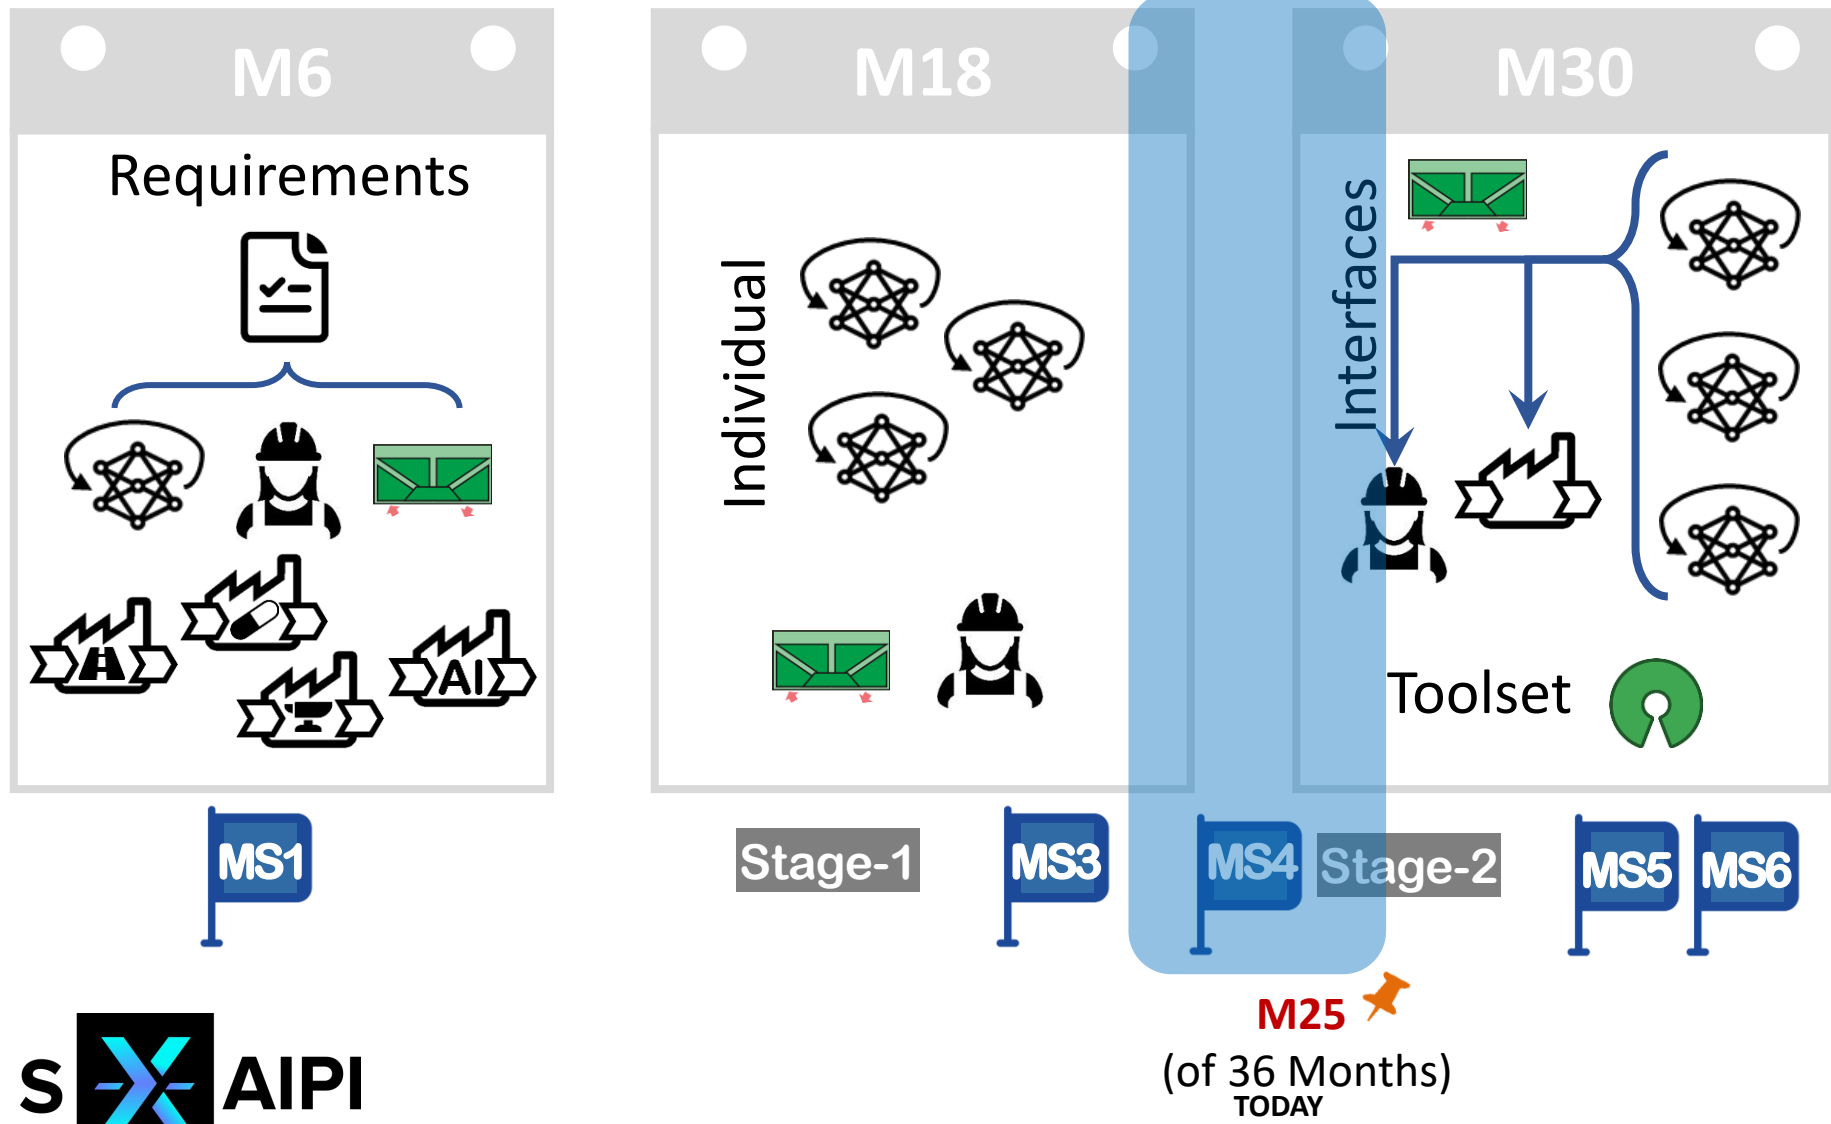 M6
Requirements
AI
MS1
M18
Individual
Stage-1
MS3
M30
Interfaces
Toolset
MS4
Stage-2
MS5
MS6
M25
(of 36 Months)
TODAY
S X AIPI